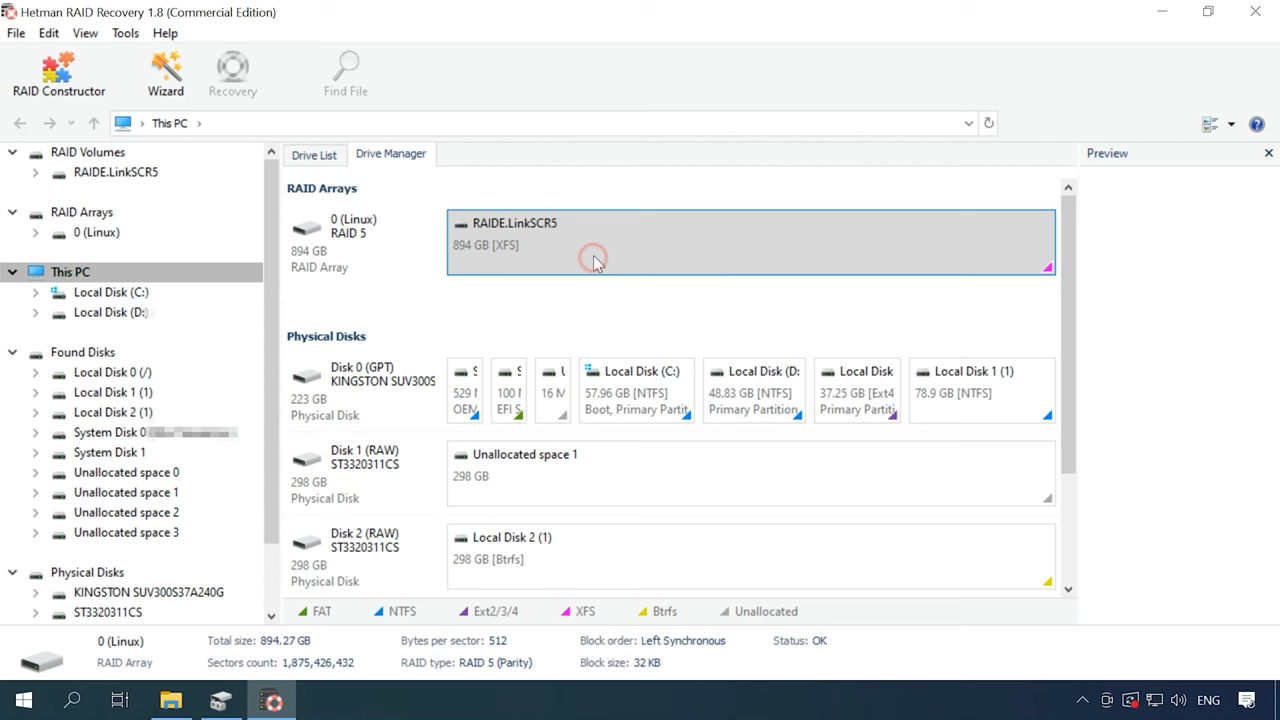 Hetman RAID Recovery 1.8 (Commercial Edition)
File Edit View Tools Help
RAID Constructor Wizard Recovery Find File
This PC
RAID Volumes
RAIDE.LinkSCR5
RAID Arrays
0 (Linux)
This PC
Local Disk (C:)
Local Disk (D:)
Found Disks
Local Disk 0 (/)
Local Disk 1 (1)
Local Disk 2 (1)
System Disk 0
System Disk 1
Unallocated space 0
Unallocated space 1
Unallocated space 2
Unallocated space 3
Physical Disks
KINGSTON SUV300S37A240G
ST3320311CS
Drive List Drive Manager
RAID Arrays
0 (Linux)
RAID 5
894 GB
RAID Array
RAIDE.LinkSCR5
894 GB [XFS]
Physical Disks
Disk 0 (GPT)
KINGSTON SUV300S
223 GB
Physical Disk
S
529 M
OEM
S
100 M
EFI S
U
16 M
Local Disk (C:)
57.96 GB [NTFS]
Boot, Primary Partit
Local Disk (D:
48.83 GB [NTFS]
Primary Partition
Local Disk
37.25 GB [Ext4
Primary Partiti
Local Disk 1 (1)
78.9 GB [NTFS]
Disk 1 (RAW)
ST3320311CS
298 GB
Physical Disk
Unallocated space 1
298 GB
Disk 2 (RAW)
ST3320311CS
298 GB
Physical Disk
Local Disk 2 (1)
298 GB [Btrfs]
FAT NTFS Ext2/3/4 XFS Btrfs Unallocated
Preview
0 (Linux) Total size: 894.27 GB Bytes per sector: 512 Block order: Left Synchronous Status: OK
RAID Array Sectors count: 1,875,426,432 RAID type: RAID 5 (Parity) Block size: 32 KB
ENG